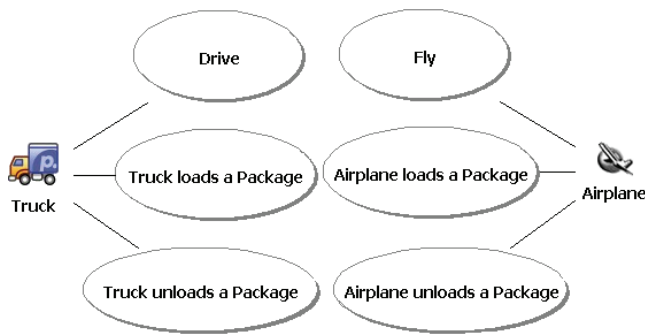 Drive
Fly
p.
Truck loads a Package
Airplane loads a Package
Truck
Airplane
Truck unloads a Package
Airplane unloads a Package